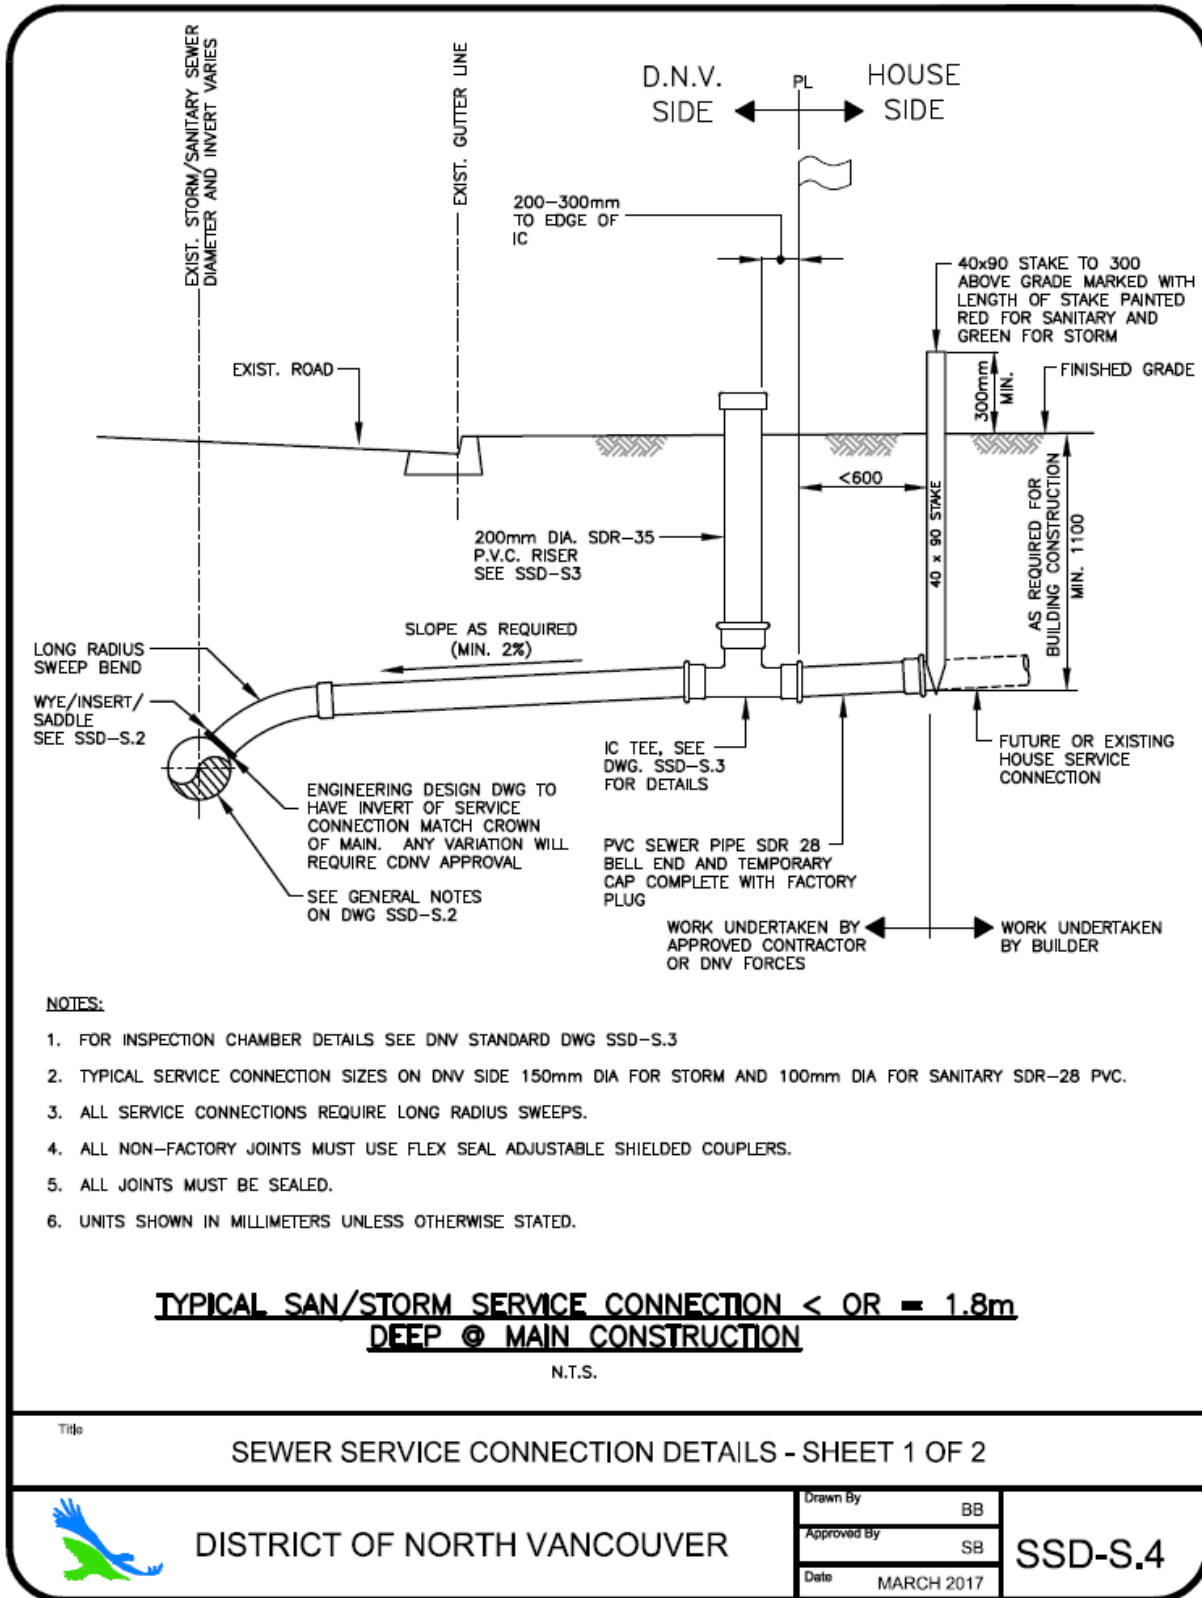 EXIST. STORM/SANITARY SEWER
DIAMETER AND INVERT VARIES
EXIST. GUTTER LINE
D.N.V.
SIDE
PL
HOUSE
SIDE
200-300mm
TO EDGE OF
IC
40x90 STAKE TO 300
ABOVE GRADE MARKED WITH
LENGTH OF STAKE PAINTED
RED FOR SANITARY AND
GREEN FOR STORM
EXIST. ROAD
300mm
MIN.
FINISHED GRADE
<600
40 x 90 STAKE
AS REQUIRED FOR
BUILDING CONSTRUCTION
MIN. 1100
200mm DIA. SDR-35
P.V.C. RISER
SEE SSD-S3
SLOPE AS REQUIRED
(MIN. 2%)
LONG RADIUS
SWEEP BEND
WYE/INSERT/
SADDLE
SEE SSD-S.2
IC TEE, SEE
DWG. SSD-S.3
FOR DETAILS
FUTURE OR EXISTING
HOUSE SERVICE
CONNECTION
ENGINEERING DESIGN DWG TO
HAVE INVERT OF SERVICE
CONNECTION MATCH CROWN
OF MAIN. ANY VARIATION WILL
REQUIRE CDNV APPROVAL
PVC SEWER PIPE SDR 28
BELL END AND TEMPORARY
CAP COMPLETE WITH FACTORY
PLUG
SEE GENERAL NOTES
ON DWG SSD-S.2
WORK UNDERTAKEN BY
APPROVED CONTRACTOR
OR DNV FORCES
WORK UNDERTAKEN
BY BUILDER
NOTES:
1. FOR INSPECTION CHAMBER DETAILS SEE DNV STANDARD DWG SSD-S.3
2. TYPICAL SERVICE CONNECTION SIZES ON DNV SIDE 150mm DIA FOR STORM AND 100mm DIA FOR SANITARY SDR-28 PVC.
3. ALL SERVICE CONNECTIONS REQUIRE LONG RADIUS SWEEPS.
4. ALL NON-FACTORY JOINTS MUST USE FLEX SEAL ADJUSTABLE SHIELDED COUPLERS.
5. ALL JOINTS MUST BE SEALED.
6. UNITS SHOWN IN MILLIMETERS UNLESS OTHERWISE STATED.
TYPICAL SAN/STORM SERVICE CONNECTION < OR = 1.8m
DEEP @ MAIN CONSTRUCTION
N.T.S.
Title
SEWER SERVICE CONNECTION DETAILS - SHEET 1 OF 2
DISTRICT OF NORTH VANCOUVER
Drawn By BB
Approved By SB
Date MARCH 2017
SSD-S.4